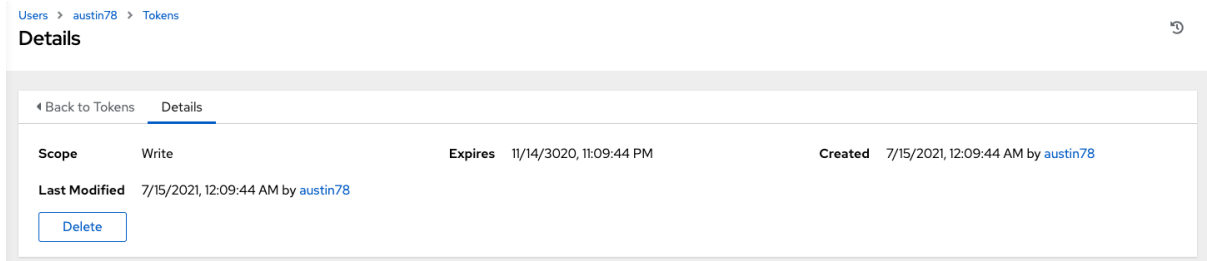 Users > austin78 > Tokens
Details
Back to Tokens Details
Scope Write Expires 11/14/3020, 11:09:44 PM Created 7/15/2021, 12:09:44 AM by austin78
Last Modified 7/15/2021, 12:09:44 AM by austin78
Delete